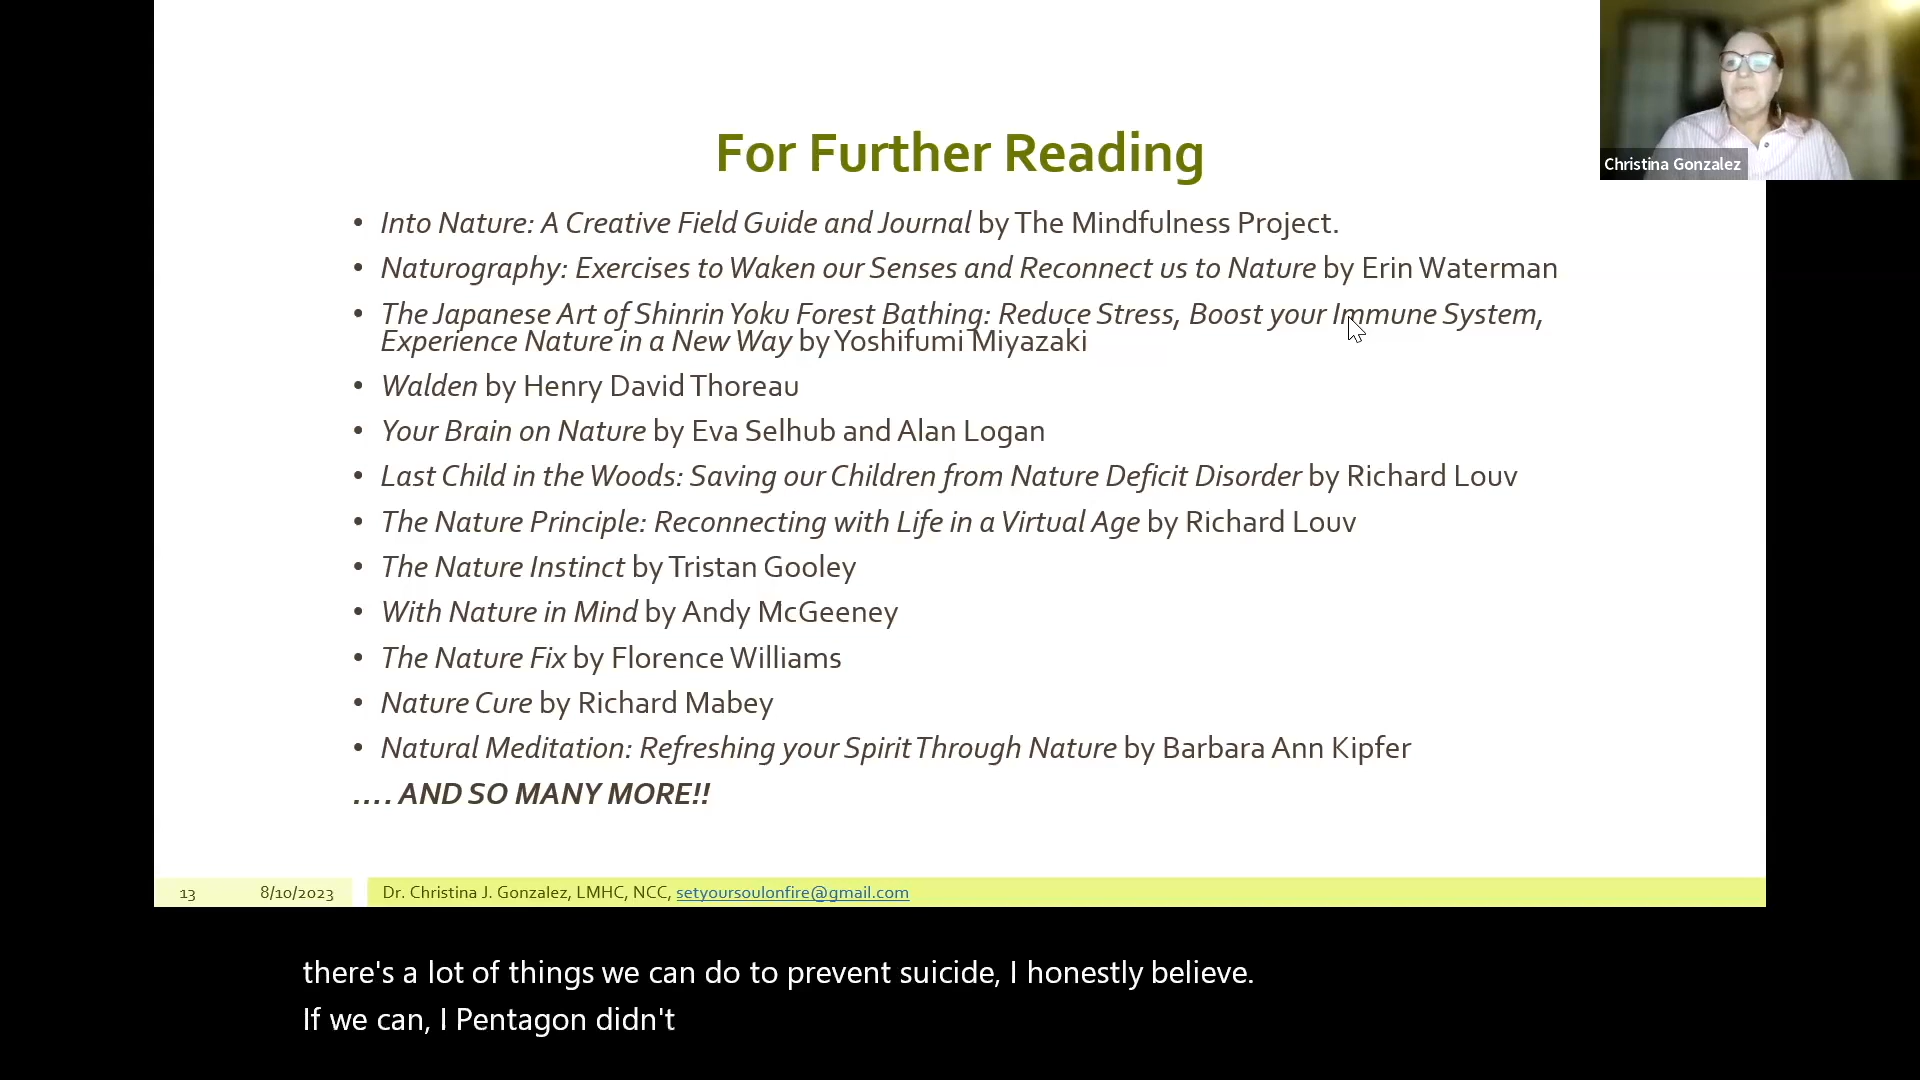 For Further Reading
Christina Gonzalez
• Into Nature: A Creative Field Guide and Journal by The Mindfulness Project.
• Naturography: Exercises to Waken our Senses and Reconnect us to Nature by Erin Waterman
• The Japanese Art of Shinrin Yoku Forest Bathing: Reduce Stress, Boost your Immune System,
Experience Nature in a New Way by Yoshifumi Miyazaki
• Walden by Henry David Thoreau
• Your Brain on Nature by Eva Selhub and Alan Logan
• Last Child in the Woods: Saving our Children from Nature Deficit Disorder by Richard Louv
• The Nature Principle: Reconnecting with Life in a Virtual Age by Richard Louv
• The Nature Instinct by Tristan Gooley
• With Nature in Mind by Andy McGeeney
• The Nature Fix by Florence Williams
• Nature Cure by Richard Mabey
• Natural Meditation: Refreshing your Spirit Through Nature by Barbara Ann Kipfer
.... AND SO MANY MORE!!
13 8/10/2023 Dr. Christina J. Gonzalez, LMHC, NCC, setyoursoulonfire@gmail.com
there's a lot of things we can do to prevent suicide, I honestly believe.
If we can, I Pentagon didn't